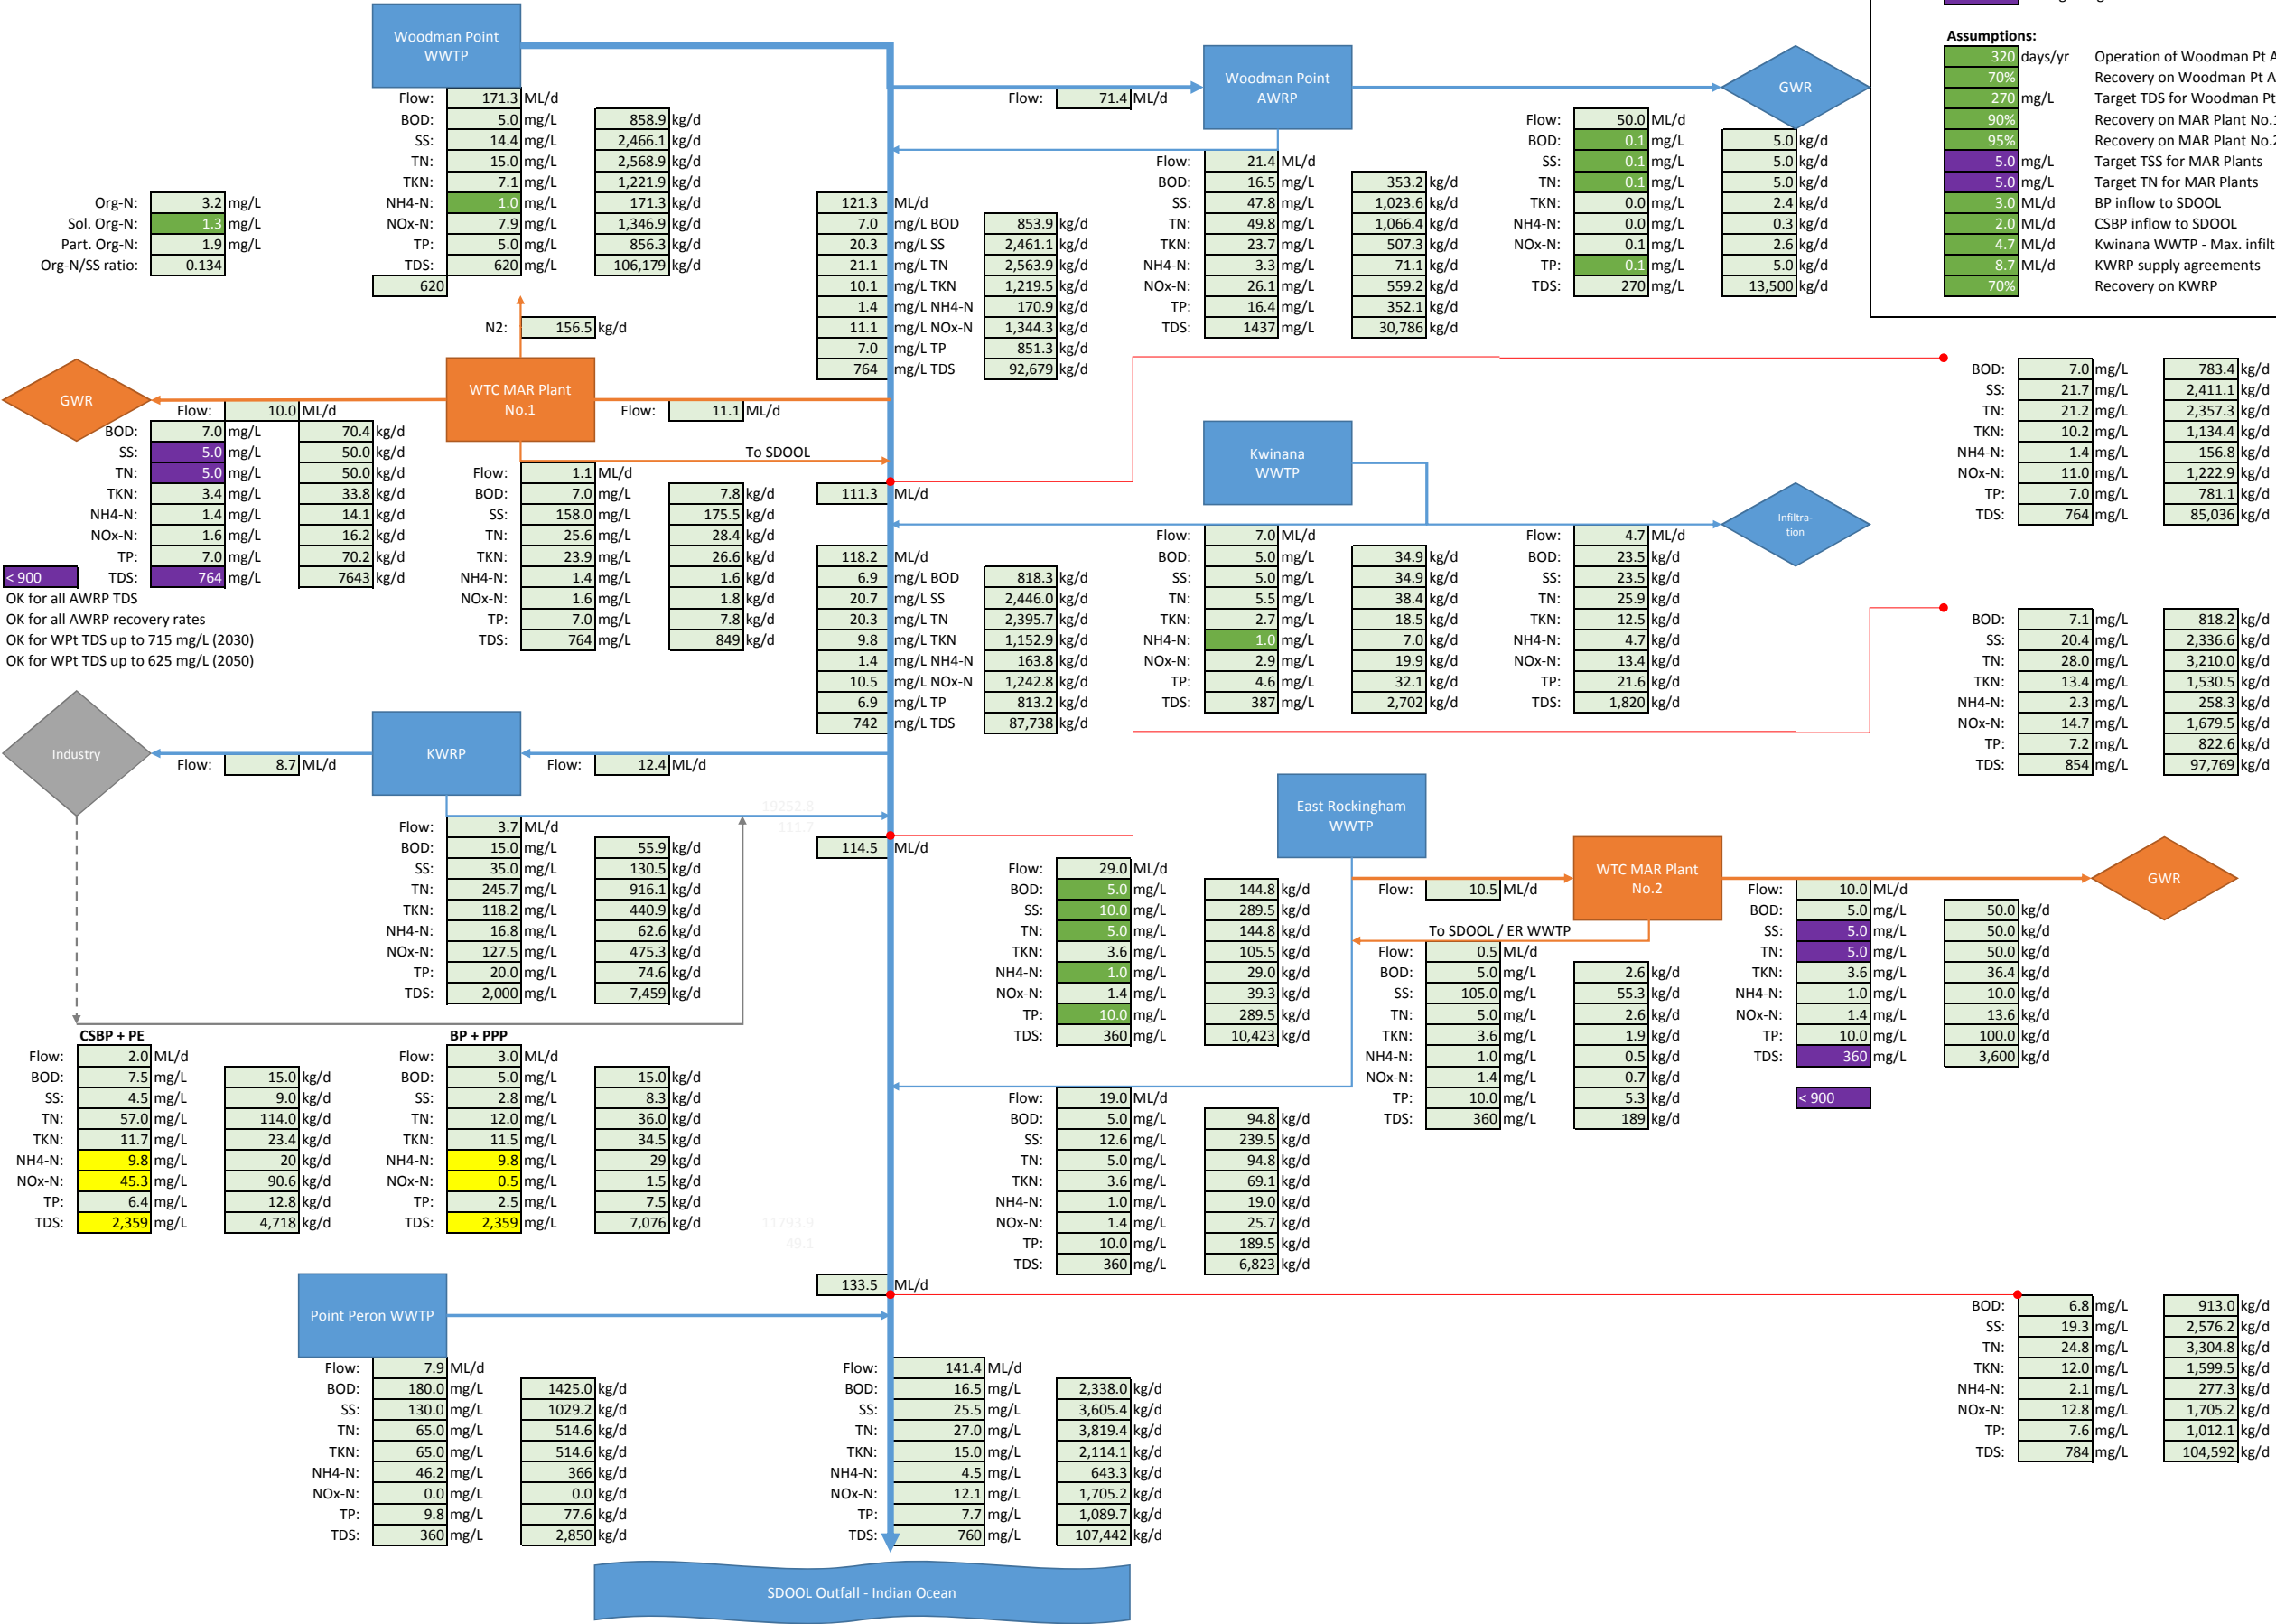 Woodman Point
WWTP
Flow: 171.3 ML/d
BOD: 5.0 mg/L 858.9 kg/d
SS: 14.4 mg/L 2,466.1 kg/d
TN: 15.0 mg/L 2,568.9 kg/d
TKN: 7.1 mg/L 1,221.9 kg/d
NH4-N: 1.0 mg/L 171.3 kg/d
NOx-N: 7.9 mg/L 1,346.9 kg/d
TP: 5.0 mg/L 856.3 kg/d
TDS: 620 mg/L 106,179 kg/d
620
Org-N: 3.2 mg/L
Sol. Org-N: 1.3 mg/L
Part. Org-N: 1.9 mg/L
Org-N/SS ratio: 0.134
Flow: 71.4 ML/d
Woodman Point
AWRP
GWR
Flow: 21.4 ML/d
BOD: 16.5 mg/L 353.2 kg/d
SS: 47.8 mg/L 1,023.6 kg/d
TN: 49.8 mg/L 1,066.4 kg/d
TKN: 23.7 mg/L 507.3 kg/d
NH4-N: 3.3 mg/L 71.1 kg/d
NOx-N: 26.1 mg/L 559.2 kg/d
TP: 16.4 mg/L 352.1 kg/d
TDS: 1437 mg/L 30,786 kg/d
Flow: 50.0 ML/d
BOD: 0.1 mg/L 5.0 kg/d
SS: 0.1 mg/L 5.0 kg/d
TN: 0.1 mg/L 5.0 kg/d
TKN: 0.0 mg/L 2.4 kg/d
NH4-N: 0.0 mg/L 0.3 kg/d
NOx-N: 0.1 mg/L 2.6 kg/d
TP: 0.1 mg/L 5.0 kg/d
TDS: 270 mg/L 13,500 kg/d
Assumptions:
320 days/yr Operation of Woodman Pt A
70% Recovery on Woodman Pt A
270 mg/L Target TDS for Woodman Pt
90% Recovery on MAR Plant No.1
95% Recovery on MAR Plant No.2
5.0 mg/L Target TSS for MAR Plants
5.0 mg/L Target TN for MAR Plants
3.0 ML/d BP inflow to SDOOL
2.0 ML/d CSBP inflow to SDOOL
4.7 ML/d Kwinana WWTP - Max. infilt
8.7 ML/d KWRP supply agreements
70% Recovery on KWRP
121.3 ML/d
7.0 mg/L BOD 853.9 kg/d
20.3 mg/L SS 2,461.1 kg/d
21.1 mg/L TN 2,563.9 kg/d
10.1 mg/L TKN 1,219.5 kg/d
1.4 mg/L NH4-N 170.9 kg/d
11.1 mg/L NOx-N 1,344.3 kg/d
7.0 mg/L TP 851.3 kg/d
764 mg/L TDS 92,679 kg/d
N2: 156.5 kg/d
GWR
WTC MAR Plant
No.1
Flow: 10.0 ML/d
Flow: 11.1 ML/d
To SDOOL
BOD: 7.0 mg/L 70.4 kg/d
SS: 5.0 mg/L 50.0 kg/d
TN: 5.0 mg/L 50.0 kg/d
TKN: 3.4 mg/L 33.8 kg/d
NH4-N: 1.4 mg/L 14.1 kg/d
NOx-N: 1.6 mg/L 16.2 kg/d
TP: 7.0 mg/L 70.2 kg/d
< 900 TDS: 764 mg/L 7643 kg/d
OK for all AWRP TDS
OK for all AWRP recovery rates
OK for WPt TDS up to 715 mg/L (2030)
OK for WPt TDS up to 625 mg/L (2050)
Flow: 1.1 ML/d
BOD: 7.0 mg/L 7.8 kg/d
SS: 158.0 mg/L 175.5 kg/d
TN: 25.6 mg/L 28.4 kg/d
TKN: 23.9 mg/L 26.6 kg/d
NH4-N: 1.4 mg/L 1.6 kg/d
NOx-N: 1.6 mg/L 1.8 kg/d
TP: 7.0 mg/L 7.8 kg/d
TDS: 764 mg/L 849 kg/d
111.3 ML/d
BOD: 7.0 mg/L 783.4 kg/d
SS: 21.7 mg/L 2,411.1 kg/d
TN: 21.2 mg/L 2,357.3 kg/d
TKN: 10.2 mg/L 1,134.4 kg/d
NH4-N: 1.4 mg/L 156.8 kg/d
NOx-N: 11.0 mg/L 1,222.9 kg/d
TP: 7.0 mg/L 781.1 kg/d
TDS: 764 mg/L 85,036 kg/d
Kwinana
WWTP
Infiltra-
tion
118.2 ML/d
6.9 mg/L BOD 818.3 kg/d
20.7 mg/L SS 2,446.0 kg/d
20.3 mg/L TN 2,395.7 kg/d
9.8 mg/L TKN 1,152.9 kg/d
1.4 mg/L NH4-N 163.8 kg/d
10.5 mg/L NOx-N 1,242.8 kg/d
6.9 mg/L TP 813.2 kg/d
742 mg/L TDS 87,738 kg/d
Flow: 7.0 ML/d
BOD: 5.0 mg/L 34.9 kg/d
SS: 5.0 mg/L 34.9 kg/d
TN: 5.5 mg/L 38.4 kg/d
TKN: 2.7 mg/L 18.5 kg/d
NH4-N: 1.0 mg/L 7.0 kg/d
NOx-N: 2.9 mg/L 19.9 kg/d
TP: 4.6 mg/L 32.1 kg/d
TDS: 387 mg/L 2,702 kg/d
Flow: 4.7 ML/d
BOD: 23.5 kg/d
SS: 23.5 kg/d
TN: 25.9 kg/d
TKN: 12.5 kg/d
NH4-N: 4.7 kg/d
NOx-N: 13.4 kg/d
TP: 21.6 kg/d
TDS: 1,820 kg/d
BOD: 7.1 mg/L 818.2 kg/d
SS: 20.4 mg/L 2,336.6 kg/d
TN: 28.0 mg/L 3,210.0 kg/d
TKN: 13.4 mg/L 1,530.5 kg/d
NH4-N: 2.3 mg/L 258.3 kg/d
NOx-N: 14.7 mg/L 1,679.5 kg/d
TP: 7.2 mg/L 822.6 kg/d
TDS: 854 mg/L 97,769 kg/d
Industry
KWRP
Flow: 8.7 ML/d
Flow: 12.4 ML/d
19252.8
111.7
Flow: 3.7 ML/d
BOD: 15.0 mg/L 55.9 kg/d
SS: 35.0 mg/L 130.5 kg/d
TN: 245.7 mg/L 916.1 kg/d
TKN: 118.2 mg/L 440.9 kg/d
NH4-N: 16.8 mg/L 62.6 kg/d
NOx-N: 127.5 mg/L 475.3 kg/d
TP: 20.0 mg/L 74.6 kg/d
TDS: 2,000 mg/L 7,459 kg/d
114.5 ML/d
East Rockingham
WWTP
WTC MAR Plant
No.2
GWR
Flow: 29.0 ML/d
BOD: 5.0 mg/L 144.8 kg/d
SS: 10.0 mg/L 289.5 kg/d
TN: 5.0 mg/L 144.8 kg/d
TKN: 3.6 mg/L 105.5 kg/d
NH4-N: 1.0 mg/L 29.0 kg/d
NOx-N: 1.4 mg/L 39.3 kg/d
TP: 10.0 mg/L 289.5 kg/d
TDS: 360 mg/L 10,423 kg/d
Flow: 10.5 ML/d
To SDOOL / ER WWTP
Flow: 0.5 ML/d
BOD: 5.0 mg/L 2.6 kg/d
SS: 105.0 mg/L 55.3 kg/d
TN: 5.0 mg/L 2.6 kg/d
TKN: 3.6 mg/L 1.9 kg/d
NH4-N: 1.0 mg/L 0.5 kg/d
NOx-N: 1.4 mg/L 0.7 kg/d
TP: 10.0 mg/L 5.3 kg/d
TDS: 360 mg/L 189 kg/d
Flow: 10.0 ML/d
BOD: 5.0 mg/L 50.0 kg/d
SS: 5.0 mg/L 50.0 kg/d
TN: 5.0 mg/L 50.0 kg/d
TKN: 3.6 mg/L 36.4 kg/d
NH4-N: 1.0 mg/L 10.0 kg/d
NOx-N: 1.4 mg/L 13.6 kg/d
TP: 10.0 mg/L 100.0 kg/d
TDS: 360 mg/L 3,600 kg/d
< 900
CSBP + PE
Flow: 2.0 ML/d
BOD: 7.5 mg/L 15.0 kg/d
SS: 4.5 mg/L 9.0 kg/d
TN: 57.0 mg/L 114.0 kg/d
TKN: 11.7 mg/L 23.4 kg/d
NH4-N: 9.8 mg/L 20 kg/d
NOx-N: 45.3 mg/L 90.6 kg/d
TP: 6.4 mg/L 12.8 kg/d
TDS: 2,359 mg/L 4,718 kg/d
BP + PPP
Flow: 3.0 ML/d
BOD: 5.0 mg/L 15.0 kg/d
SS: 2.8 mg/L 8.3 kg/d
TN: 12.0 mg/L 36.0 kg/d
TKN: 11.5 mg/L 34.5 kg/d
NH4-N: 9.8 mg/L 29 kg/d
NOx-N: 0.5 mg/L 1.5 kg/d
TP: 2.5 mg/L 7.5 kg/d
TDS: 2,359 mg/L 7,076 kg/d
11793.9
49.1
Flow: 19.0 ML/d
BOD: 5.0 mg/L 94.8 kg/d
SS: 12.6 mg/L 239.5 kg/d
TN: 5.0 mg/L 94.8 kg/d
TKN: 3.6 mg/L 69.1 kg/d
NH4-N: 1.0 mg/L 19.0 kg/d
NOx-N: 1.4 mg/L 25.7 kg/d
TP: 10.0 mg/L 189.5 kg/d
TDS: 360 mg/L 6,823 kg/d
133.5 ML/d
Point Peron WWTP
Flow: 7.9 ML/d
BOD: 180.0 mg/L 1425.0 kg/d
SS: 130.0 mg/L 1029.2 kg/d
TN: 65.0 mg/L 514.6 kg/d
TKN: 65.0 mg/L 514.6 kg/d
NH4-N: 46.2 mg/L 366 kg/d
NOx-N: 0.0 mg/L 0.0 kg/d
TP: 9.8 mg/L 77.6 kg/d
TDS: 360 mg/L 2,850 kg/d
Flow: 141.4 ML/d
BOD: 16.5 mg/L 2,338.0 kg/d
SS: 25.5 mg/L 3,605.4 kg/d
TN: 27.0 mg/L 3,819.4 kg/d
TKN: 15.0 mg/L 2,114.1 kg/d
NH4-N: 4.5 mg/L 643.3 kg/d
NOx-N: 12.1 mg/L 1,705.2 kg/d
TP: 7.7 mg/L 1,089.7 kg/d
TDS: 760 mg/L 107,442 kg/d
BOD: 6.8 mg/L 913.0 kg/d
SS: 19.3 mg/L 2,576.2 kg/d
TN: 24.8 mg/L 3,304.8 kg/d
TKN: 12.0 mg/L 1,599.5 kg/d
NH4-N: 2.1 mg/L 277.3 kg/d
NOx-N: 12.8 mg/L 1,705.2 kg/d
TP: 7.6 mg/L 1,012.1 kg/d
TDS: 784 mg/L 104,592 kg/d
SDOOL Outfall - Indian Ocean